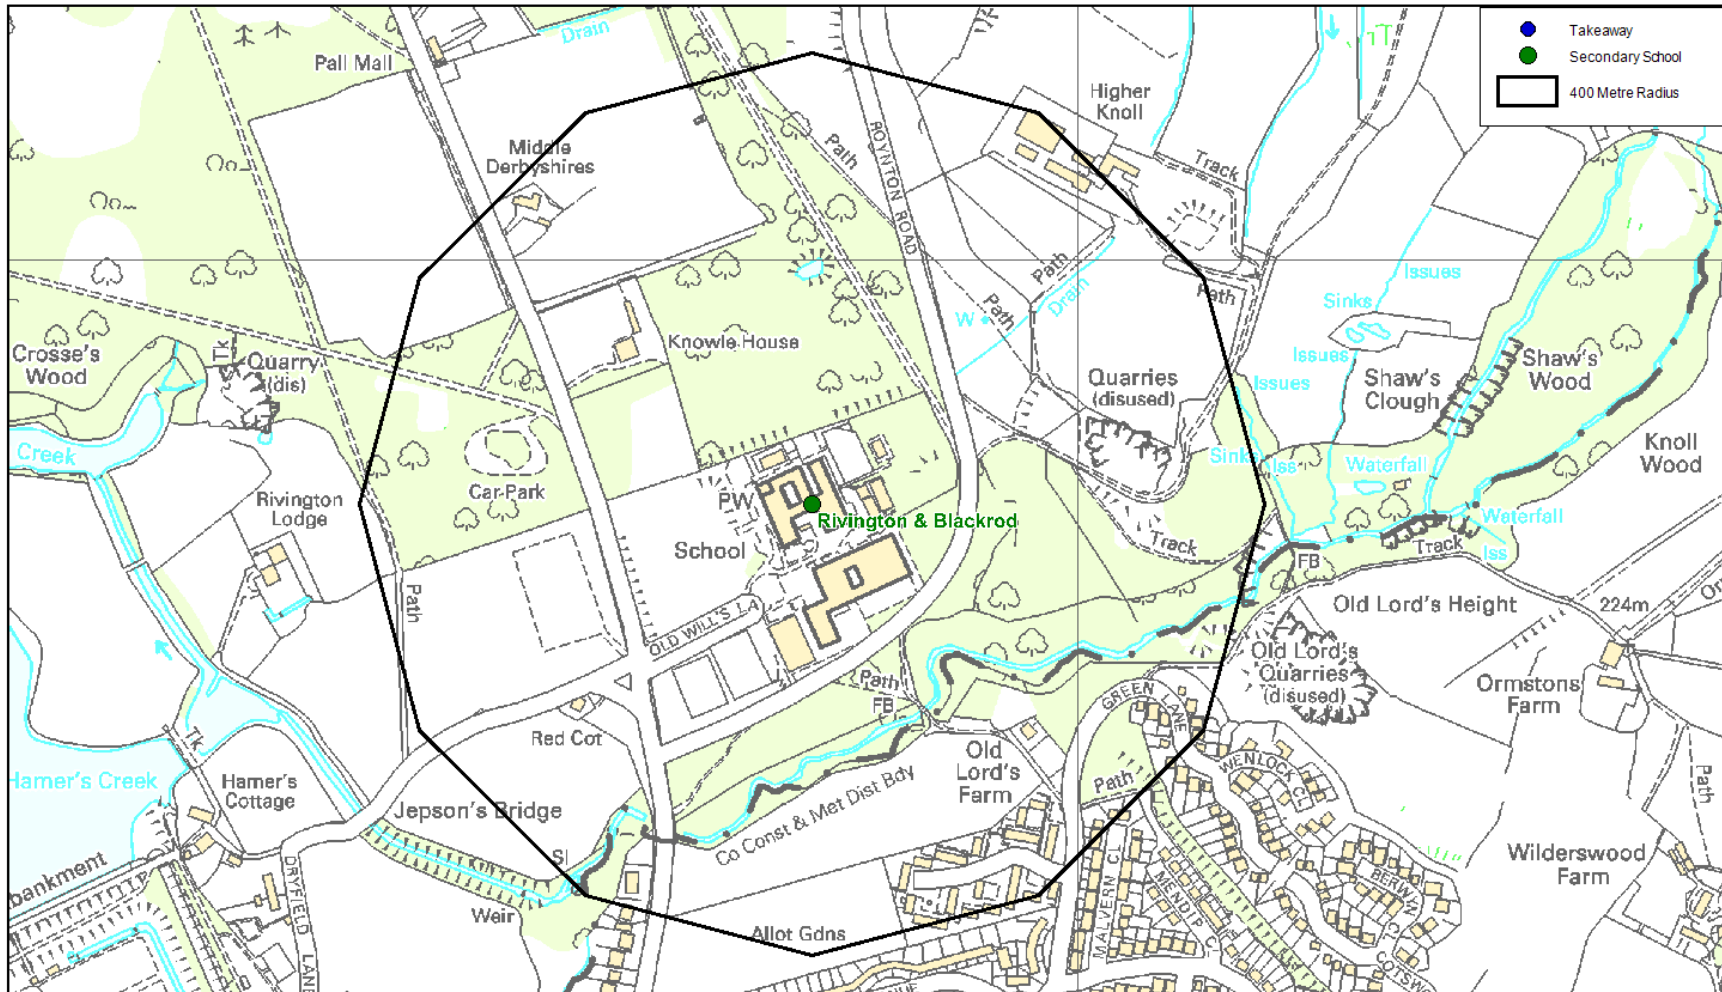 Takeaway
Secondary School
400 Metre Radius
Drain
Pall Mall
Higher
Knoll
Middle
Derbyshires
Path
ROYNTON ROAD
Track
Path
Drain
Path
Path
W
Issues
Sinks
Issues
Issues
Crosse's
Wood
Tk
Quarry
(dis)
Knowle House
Quarries
(disused)
Shaw's
Clough
Shaw's
Wood
Knoll
Wood
Creek
Car-Park
Rivington
Lodge
PW
Rivington & Blackrod
School
Sinks
Iss
Waterfall
Waterfall
Track
Iss
Track
FB
Path
OLD WILL'S LA
Old Lord's Height
224m
Old Lord's
Quarries
(disused)
Ormstons
Farm
Path
FB
GREEN LANE
Red Cot
Tk
Hamer's Creek
Hamer's
Cottage
Jepson's Bridge
Old
Lord's
Farm
Path
WENLOCK CL
Path
Co Const & Met Dist Bdy
Sl
Weir
bankment
DRYFIELD LANE
Allot Gdns
MALVERN CL
MENDIP CL
BERWYN CL
COTSW
Wilderswood
Farm